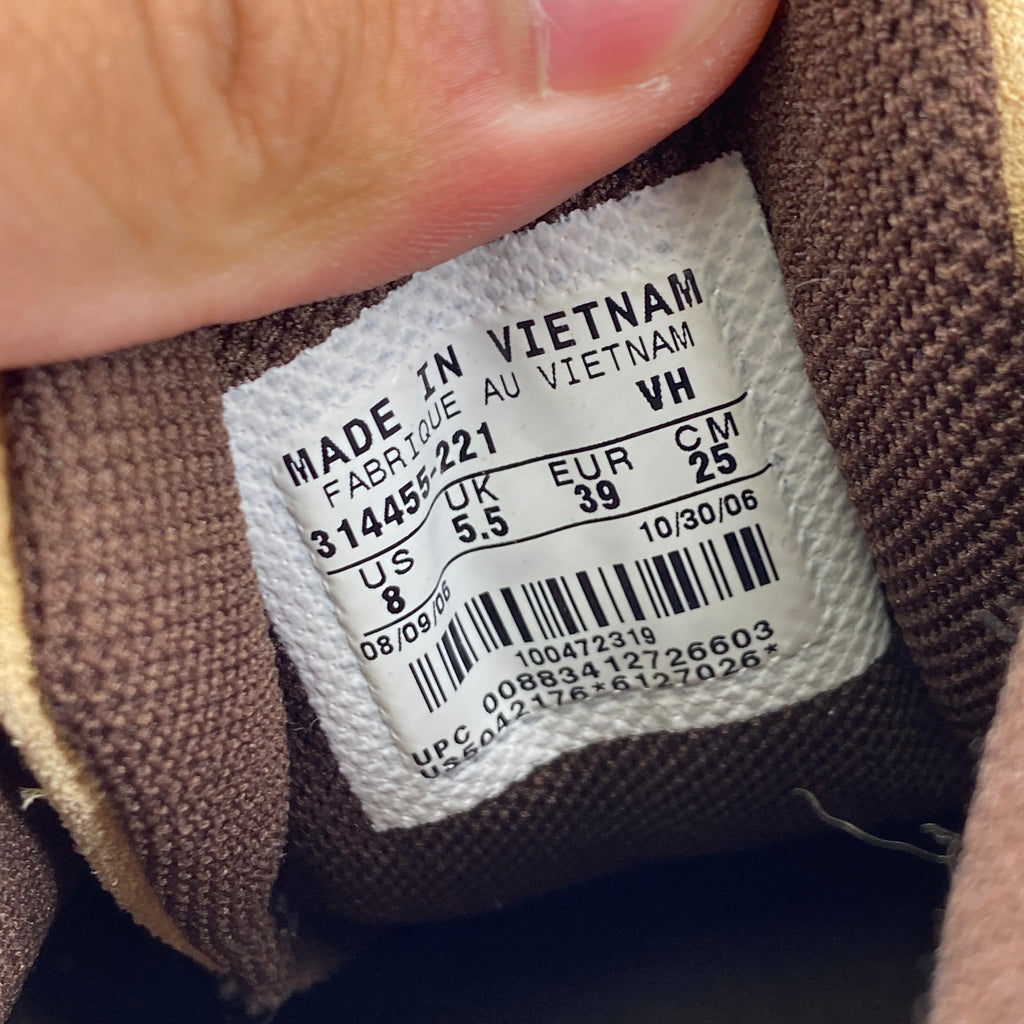 MADE IN VIETNAM
FABRIQUE AU VIETNAM
314455-221 VH
US UK EUR CM
8 5.5 39 25
08/09/06 10/30/06
100472319
UPC 00883412726603
US5042176*6127026*